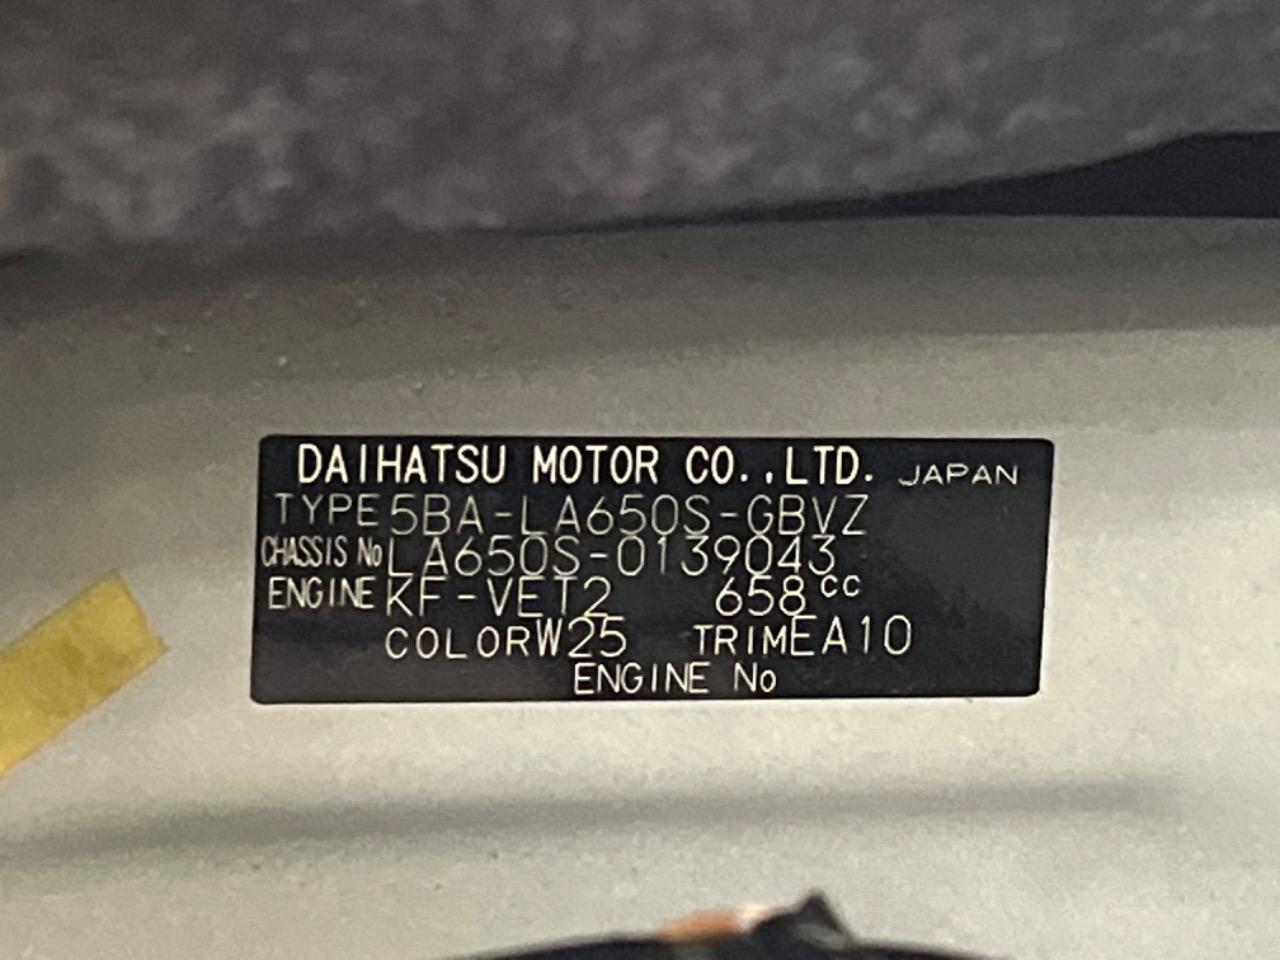 DAIHATSU MOTOR CO.,LTD. JAPAN
TYPE 5BA-LA650S-GBVZ
CHASSIS No LA650S-0139043
ENGINE KF-VET2 658cc
COLOR W25 TRIM EA10
ENGINE No